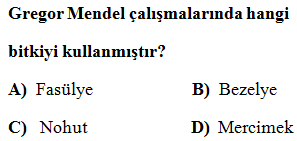 Gregor Mendel çalışmalarında hangi
bitkiyi kullanmıştır?
A) Fasülye B) Bezelye
C) Nohut D) Mercimek